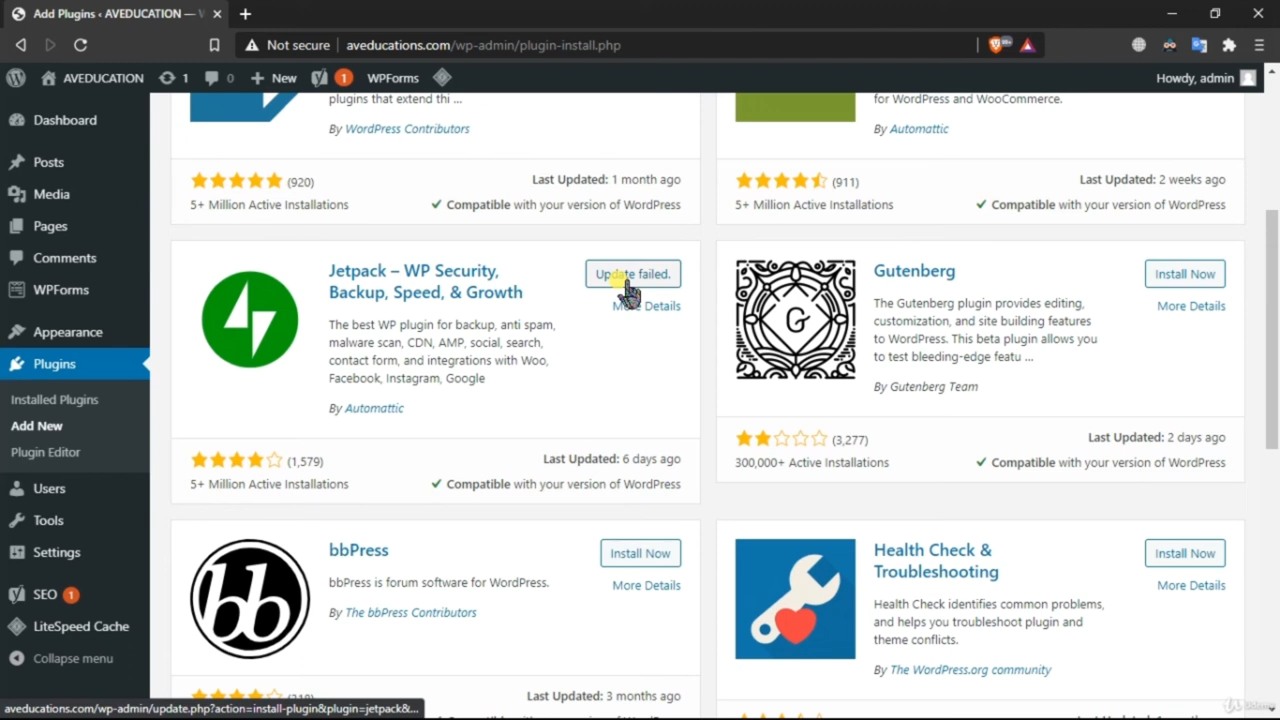 Add Plugins ‹ AVEDUCATION —
Not secure
aveducations.com/wp-admin/plugin-install.php
AVEDUCATION
1
0
New
1
WPForms
Howdy, admin
Dashboard
Posts
Media
Pages
Comments
WPForms
Appearance
Plugins
Installed Plugins
Add New
Plugin Editor
Users
Tools
Settings
SEO 1
LiteSpeed Cache
Collapse menu
plugins that extend thi ...
By WordPress Contributors
(920)
Last Updated: 1 month ago
5+ Million Active Installations
Compatible with your version of WordPress
for WordPress and WooCommerce.
By Automattic
(911)
Last Updated: 2 weeks ago
5+ Million Active Installations
Compatible with your version of WordPress
Jetpack – WP Security,
Backup, Speed, & Growth
Update failed.
More Details
The best WP plugin for backup, anti spam,
malware scan, CDN, AMP, social, search,
contact form, and integrations with Woo,
Facebook, Instagram, Google
By Automattic
(1,579)
Last Updated: 6 days ago
5+ Million Active Installations
Compatible with your version of WordPress
G
Gutenberg
Install Now
More Details
The Gutenberg plugin provides editing,
customization, and site building features
to WordPress. This beta plugin allows you
to test bleeding-edge featu ...
By Gutenberg Team
(3,277)
Last Updated: 2 days ago
300,000+ Active Installations
Compatible with your version of WordPress
bb
bbPress
Install Now
More Details
bbPress is forum software for WordPress.
By The bbPress Contributors
Last Updated: 3 months ago
Health Check &
Troubleshooting
Install Now
More Details
Health Check identifies common problems,
and helps you troubleshoot plugin and
theme conflicts.
By The WordPress.org community
aveducations.com/wp-admin/update.php?action=install-plugin&plugin=jetpack&...